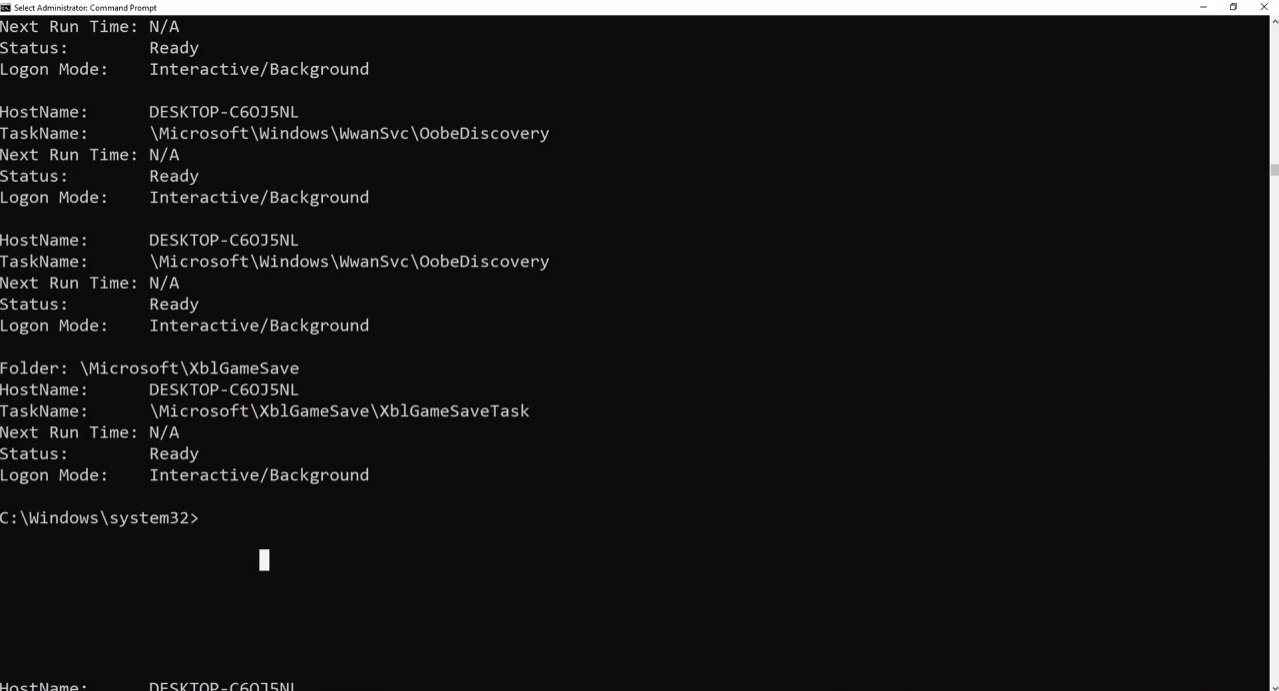 Select Administrator: Command Prompt
Next Run Time: N/A
Status:        Ready
Logon Mode:    Interactive/Background

HostName:      DESKTOP-C6OJ5NL
TaskName:      \Microsoft\Windows\WwanSvc\OobeDiscovery
Next Run Time: N/A
Status:        Ready
Logon Mode:    Interactive/Background

HostName:      DESKTOP-C6OJ5NL
TaskName:      \Microsoft\Windows\WwanSvc\OobeDiscovery
Next Run Time: N/A
Status:        Ready
Logon Mode:    Interactive/Background

Folder: \Microsoft\XblGameSave
HostName:      DESKTOP-C6OJ5NL
TaskName:      \Microsoft\XblGameSave\XblGameSaveTask
Next Run Time: N/A
Status:        Ready
Logon Mode:    Interactive/Background

C:\Windows\system32>

HostName:      DESKTOP-C6OJ5NL